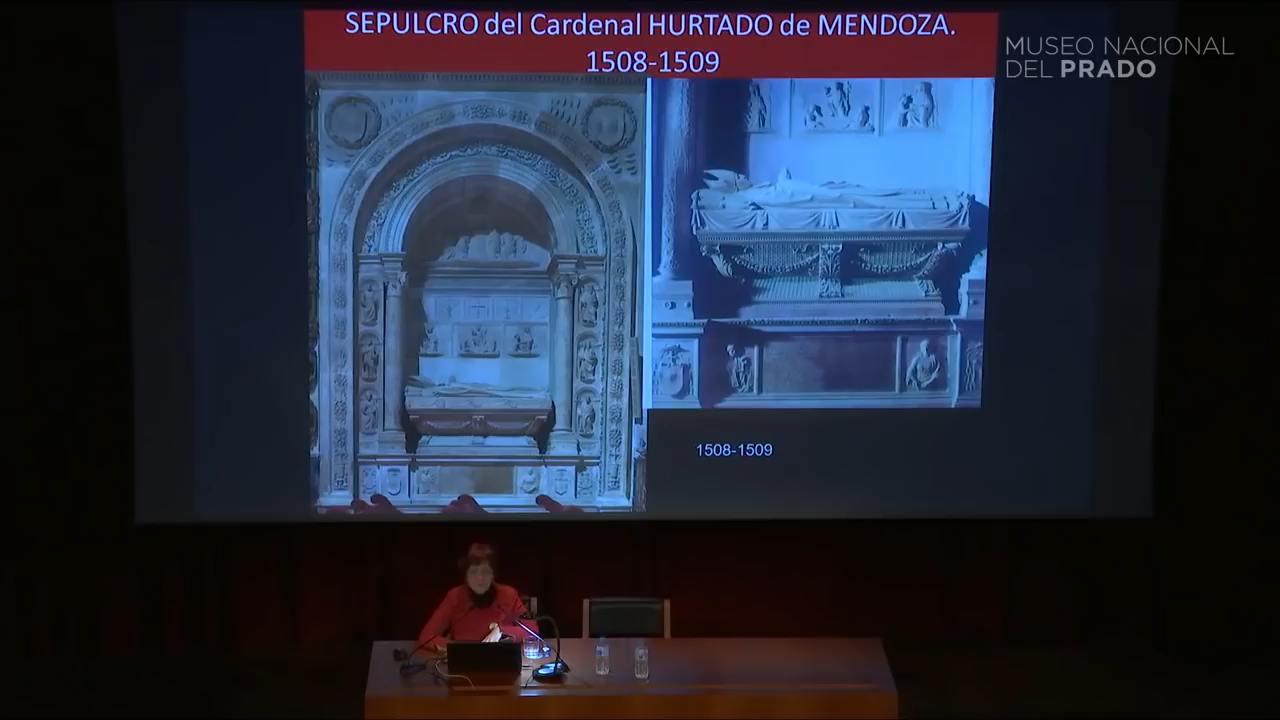 SEPULCRO del Cardenal HURTADO de MENDOZA.
1508-1509
MUSEO NACIONAL
DEL PRADO
1508-1509